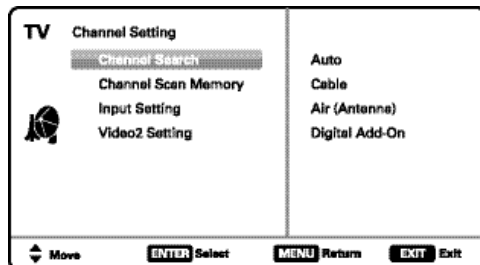 TV Channel Setting
Channel Search
Channel Scan Memory
Input Setting
Video2 Setting
Auto
Cable
Air (Antenna)
Digital Add-On
Move ENTER Select MENU Return EXIT Exit